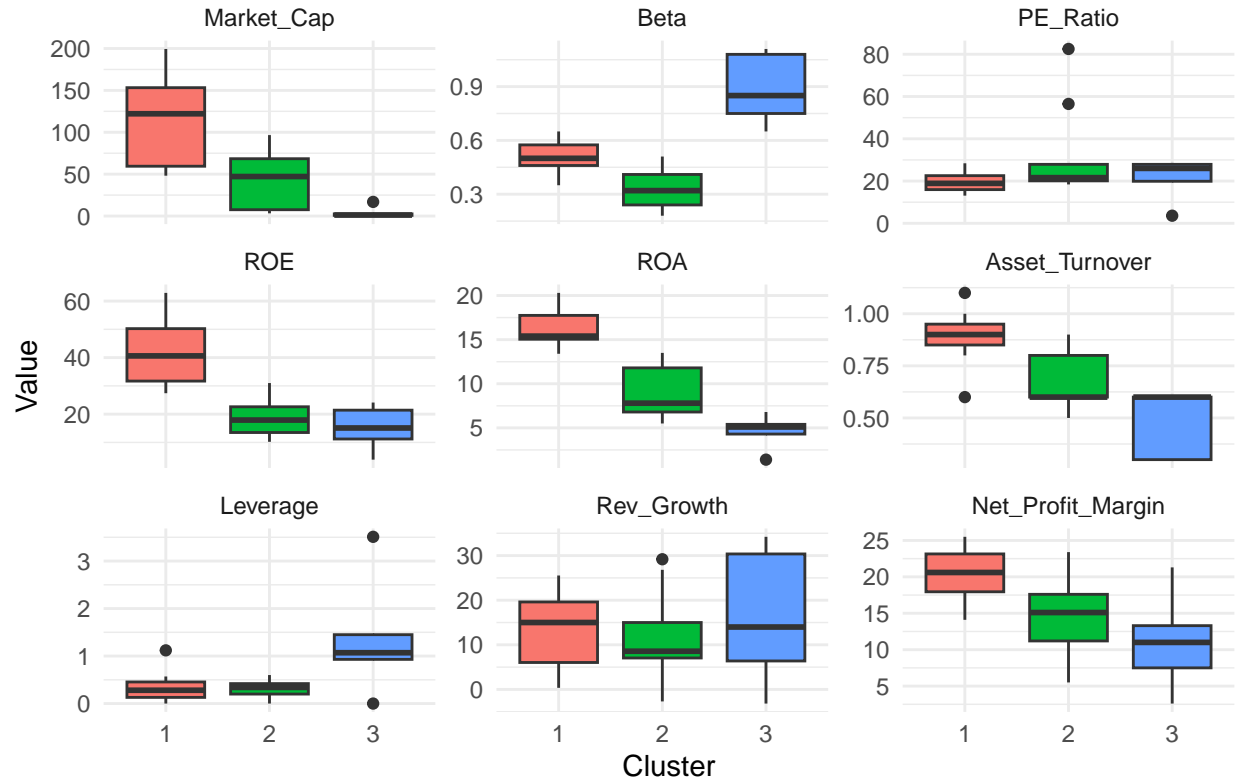 Market_Cap
Beta
PE_Ratio
200
150
100
50
0
0.9
0.6
0.3
80
60
40
20
0
ROE
ROA
Asset_Turnover
60
40
20
20
15
10
5
1.00
0.75
0.50
Value
Leverage
Rev_Growth
Net_Profit_Margin
3
2
1
0
30
20
10
0
25
20
15
10
5
1 2 3
1 2 3
1 2 3
Cluster